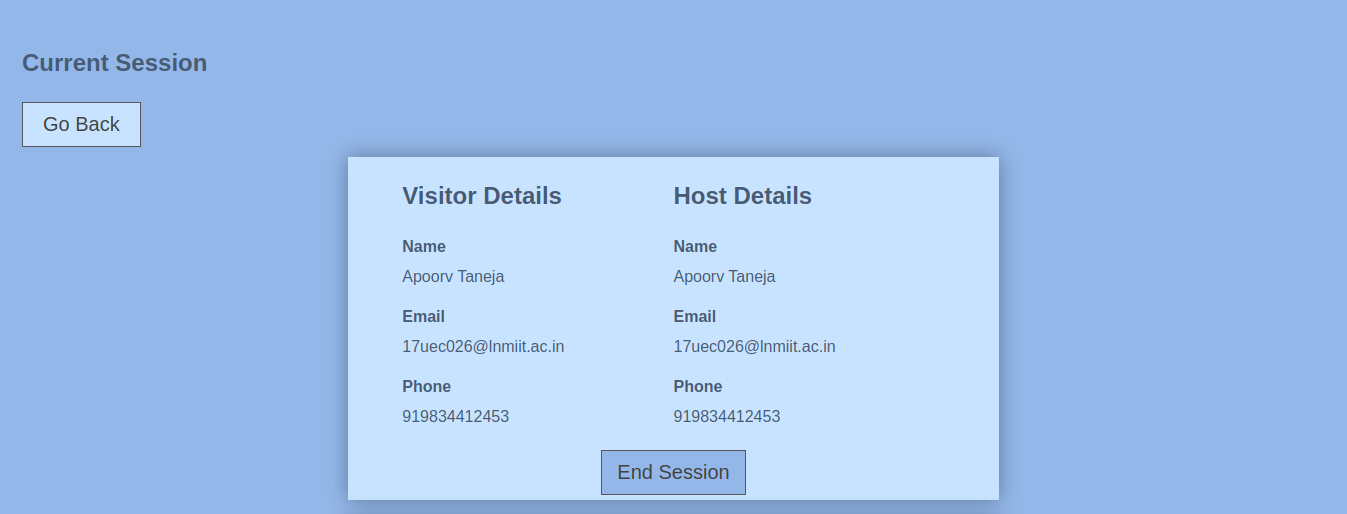 Current Session
Go Back
Visitor Details
Name
Apoorv Taneja
Email
17uec026@lnmiit.ac.in
Phone
919834412453
Host Details
Name
Apoorv Taneja
Email
17uec026@lnmiit.ac.in
Phone
919834412453
End Session